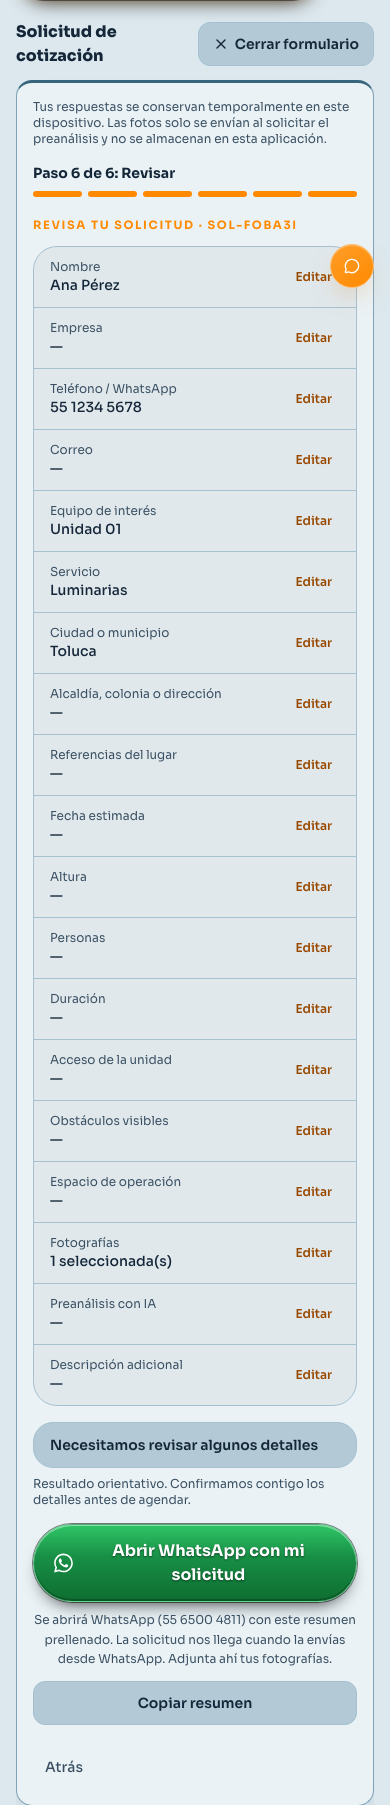 Solicitud de
cotización
Cerrar formulario
Tus respuestas se conservan temporalmente en este
dispositivo. Las fotos solo se envían al solicitar el
preanálisis y no se almacenan en esta aplicación.
Paso 6 de 6: Revisar
REVISA TU SOLICITUD · SOL-FOBA3I
Nombre
Ana Pérez
Editar
Empresa
—
Editar
Teléfono / WhatsApp
55 1234 5678
Editar
Correo
—
Editar
Equipo de interés
Unidad 01
Editar
Servicio
Luminarias
Editar
Ciudad o municipio
Toluca
Editar
Alcaldía, colonia o dirección
—
Editar
Referencias del lugar
—
Editar
Fecha estimada
—
Editar
Altura
—
Editar
Personas
—
Editar
Duración
—
Editar
Acceso de la unidad
—
Editar
Obstáculos visibles
—
Editar
Espacio de operación
—
Editar
Fotografías
1 seleccionada(s)
Editar
Preanálisis con IA
—
Editar
Descripción adicional
—
Editar
Necesitamos revisar algunos detalles
Resultado orientativo. Confirmamos contigo los
detalles antes de agendar.
Abrir WhatsApp con mi
solicitud
Se abrirá WhatsApp (55 6500 4811) con este resumen
prellenado. La solicitud nos llega cuando la envías
desde WhatsApp. Adjunta ahí tus fotografías.
Copiar resumen
Atrás